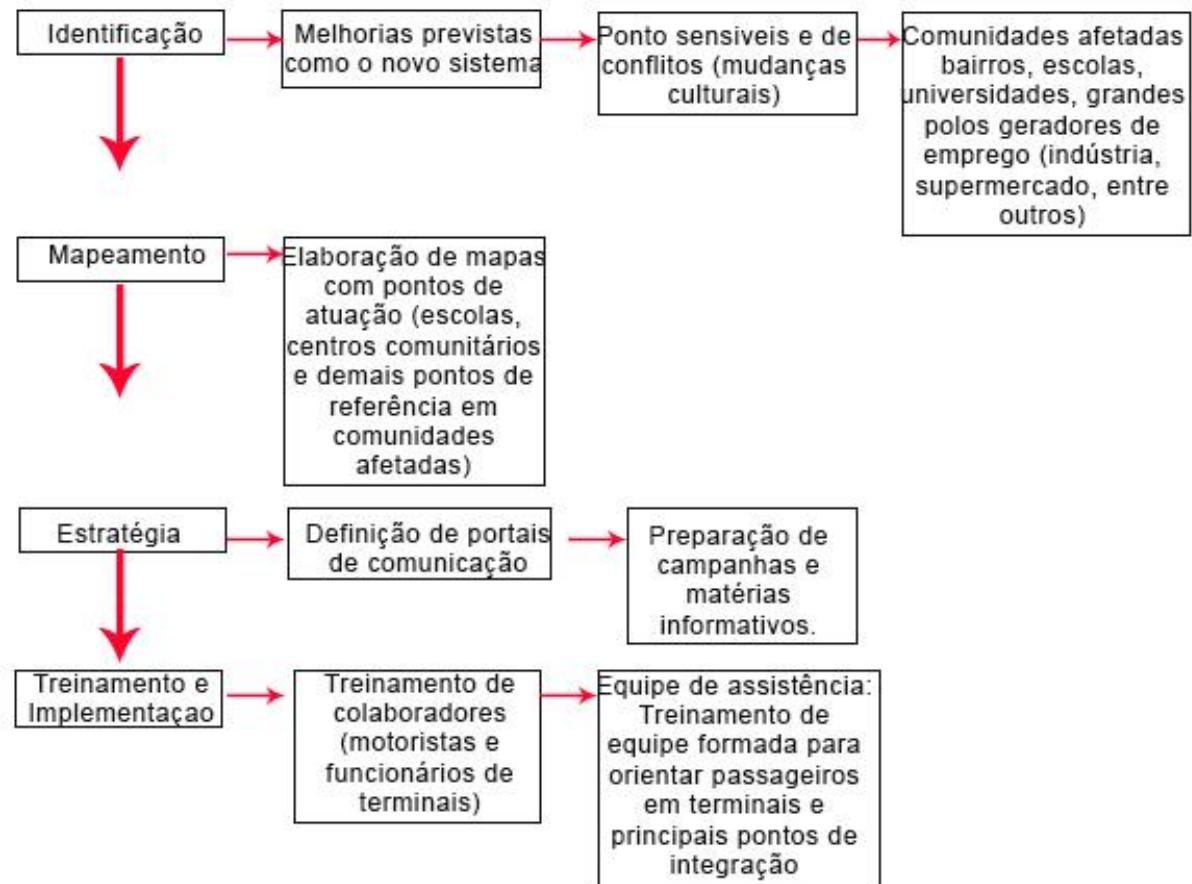 Identificação
Melhorias previstas
como o novo sistema
Ponto sensiveis e de
conflitos (mudanças
culturais)
Comunidades afetadas
bairros, escolas,
universidades, grandes
polos geradores de
emprego (indústria,
supermercado, entre
outros)
Mapeamento
Elaboração de mapas
com pontos de
atuação (escolas,
centros comunitários
e demais pontos de
referência em
comunidades
afetadas)
Estratégia
Definição de portais
de comunicação
Preparação de
campanhas e
matérias
informativos.
Treinamento e
Implementaçao
Treinamento de
colaboradores
(motoristas e
funcionários de
terminais)
Equipe de assistência:
Treinamento de
equipe formada para
orientar passageiros
em terminais e
principais pontos de
integração